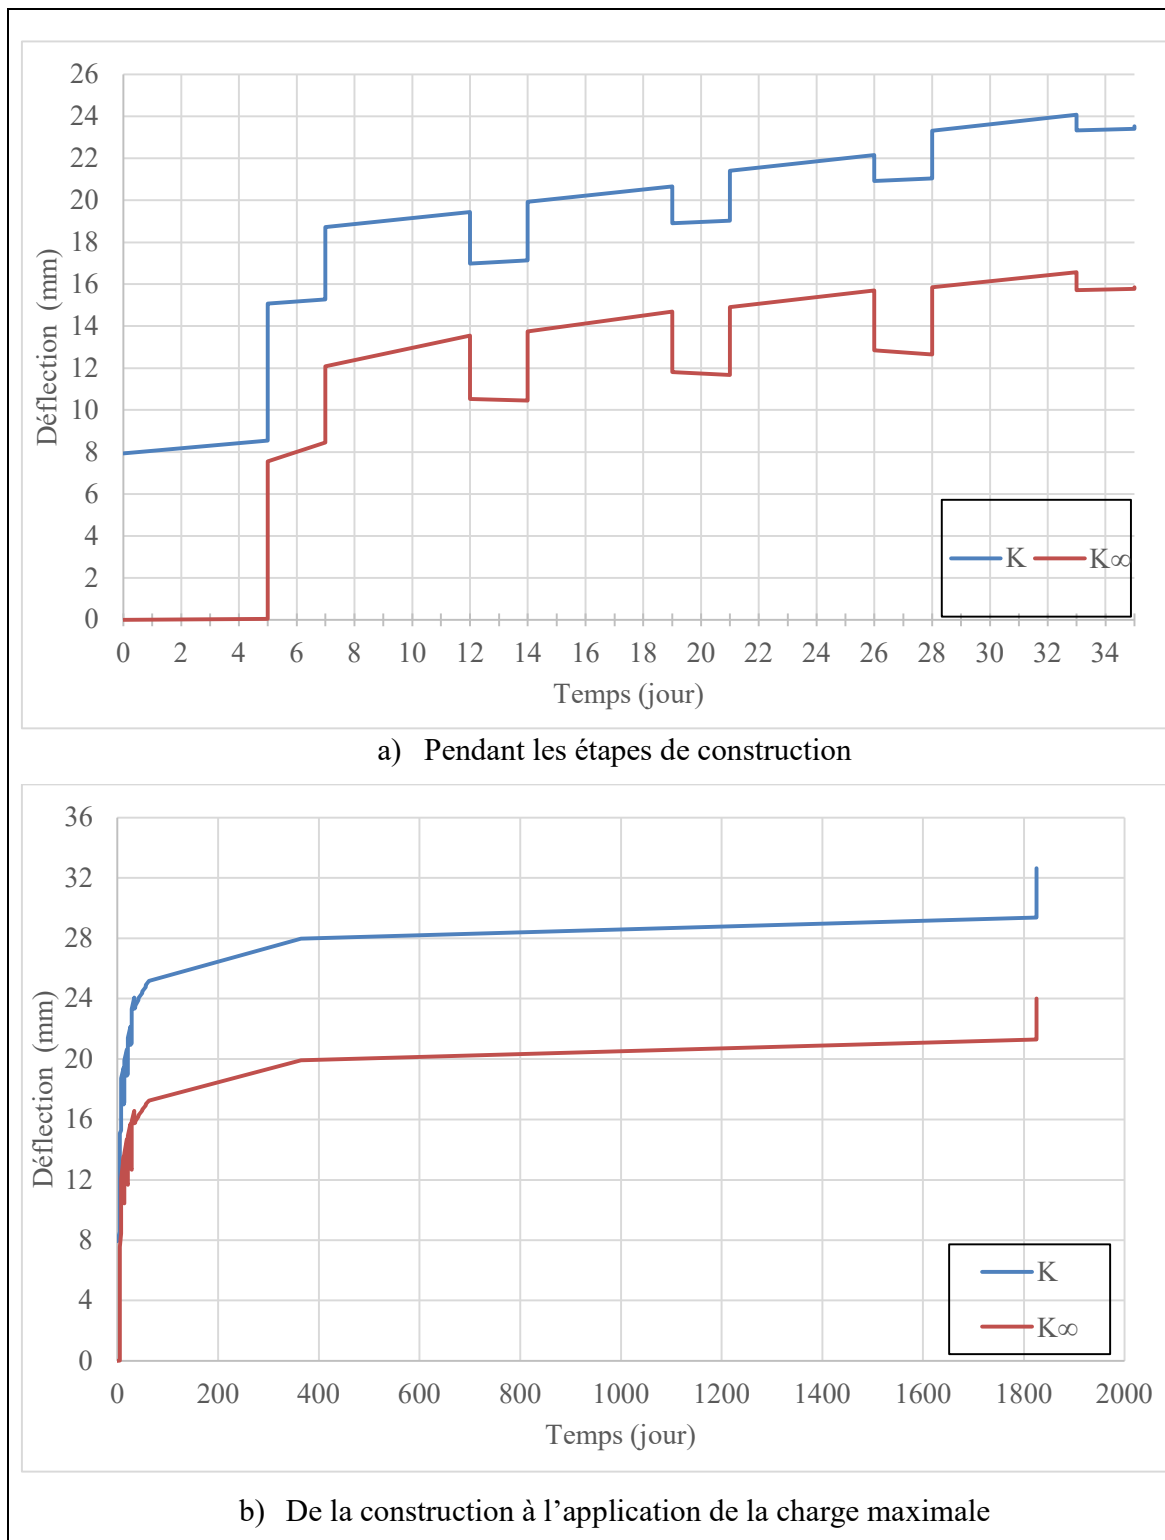 26
24
22
20
18
16
14
12
10
8
6
4
2
0
Déflection (mm)
0 2 4 6 8 10 12 14 16 18 20 22 24 26 28 30 32 34
Temps (jour)
K K∞
a) Pendant les étapes de construction
36
32
28
24
20
16
12
8
4
0
Déflection (mm)
0 200 400 600 800 1000 1200 1400 1600 1800 2000
Temps (jour)
K
K∞
b) De la construction à l’application de la charge maximale